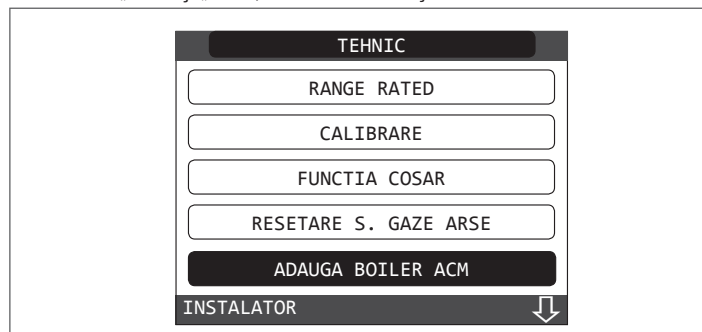 TEHNIC
RANGE RATED
CALIBRARE
FUNCTIA COSAR
RESETARE S. GAZE ARSE
ADAUGA BOILER ACM
INSTALATOR